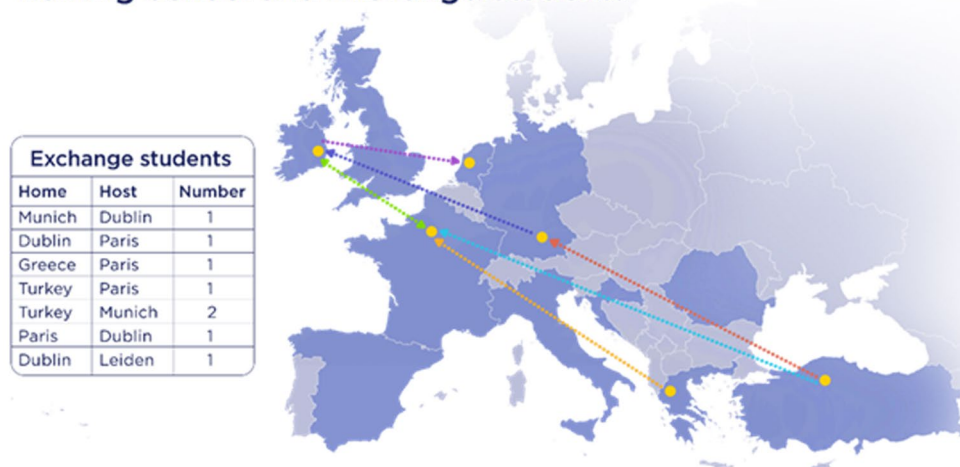 Exchange students
Home Host Number
Munich Dublin 1
Dublin Paris 1
Greece Paris 1
Turkey Paris 1
Turkey Munich 2
Paris Dublin 1
Dublin Leiden 1